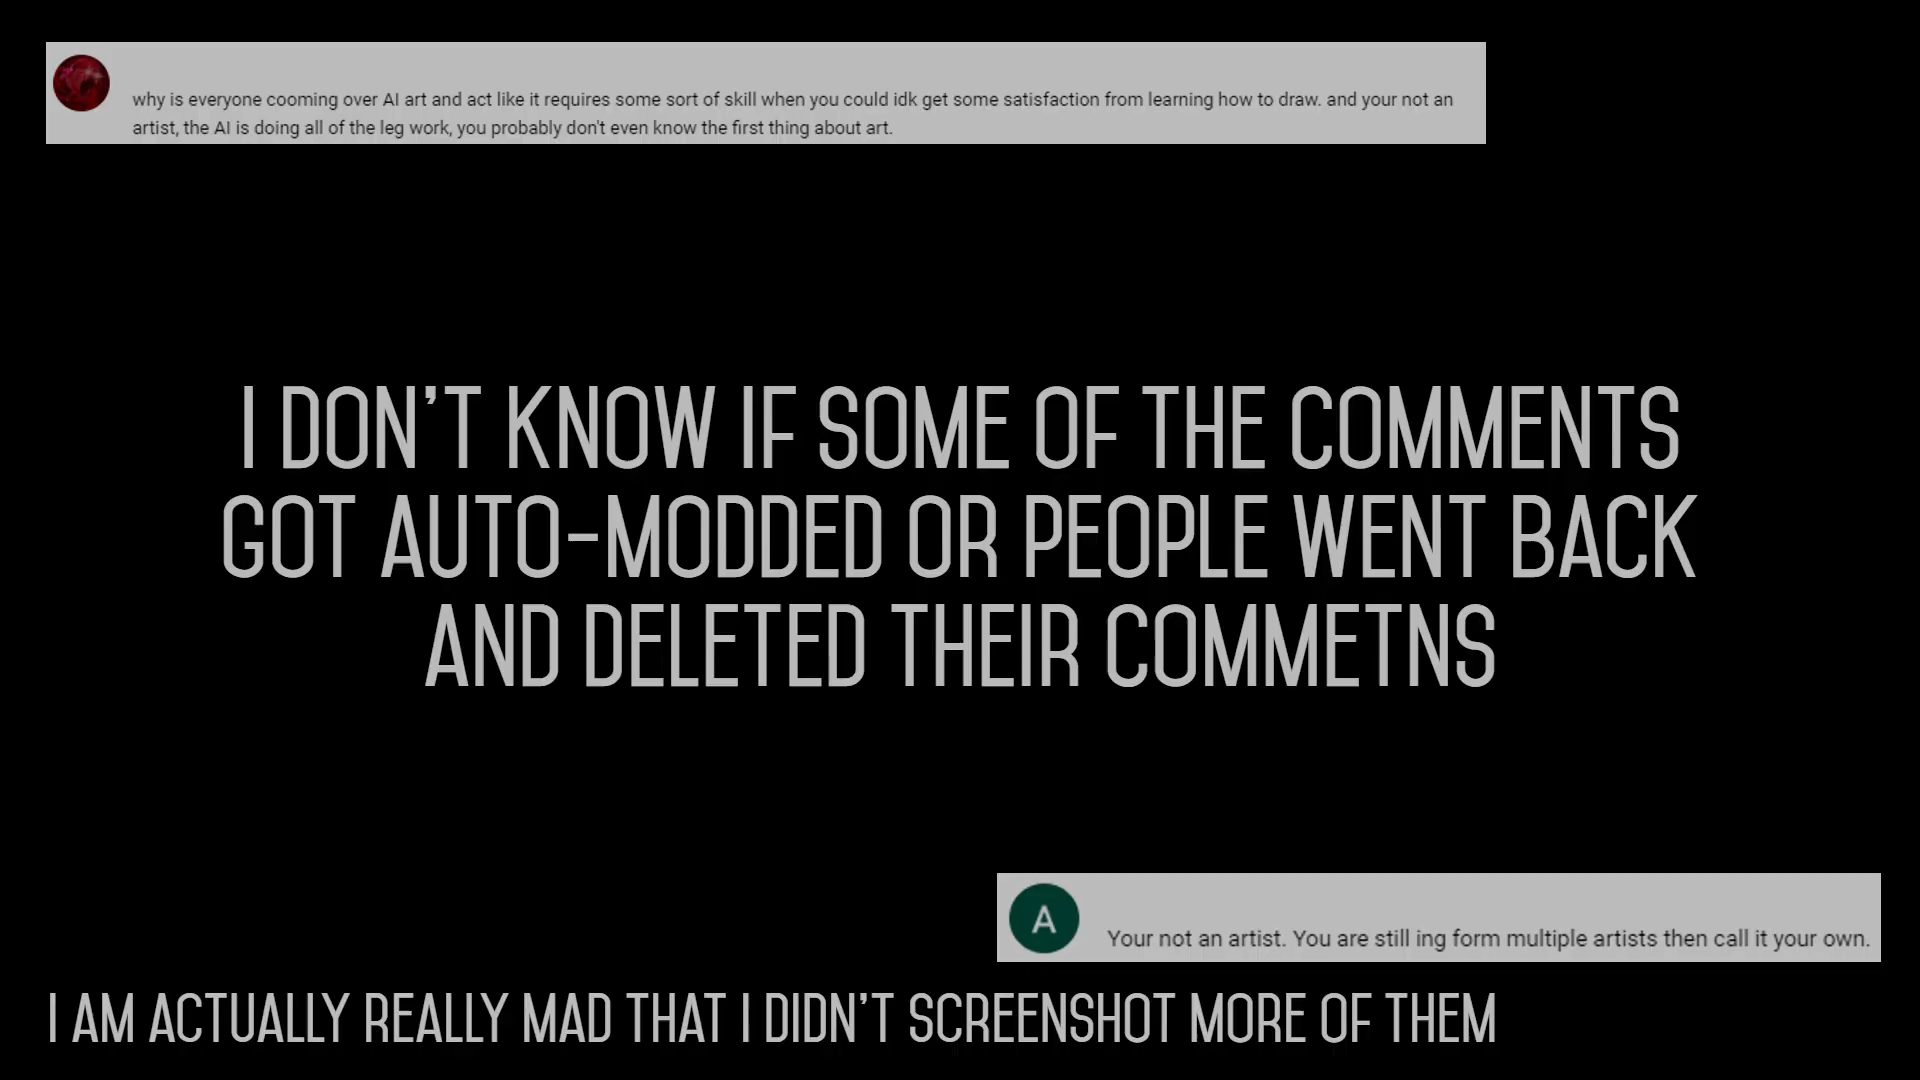 why is everyone cooming over AI art and act like it requires some sort of skill when you could idk get some satisfaction from learning how to draw. and your not an
artist, the AI is doing all of the leg work, you probably don't even know the first thing about art.
I DON'T KNOW IF SOME OF THE COMMENTS
GOT AUTO-MODDED OR PEOPLE WENT BACK
AND DELETED THEIR COMMETNS
A
Your not an artist. You are still ing form multiple artists then call it your own.
I AM ACTUALLY REALLY MAD THAT I DIDN'T SCREENSHOT MORE OF THEM